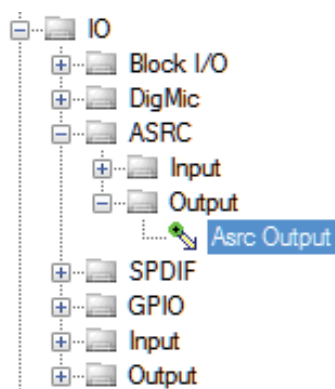 IO
Block I/O
DigMic
ASRC
Input
Output
Asrc Output
SPDIF
GPIO
Input
Output